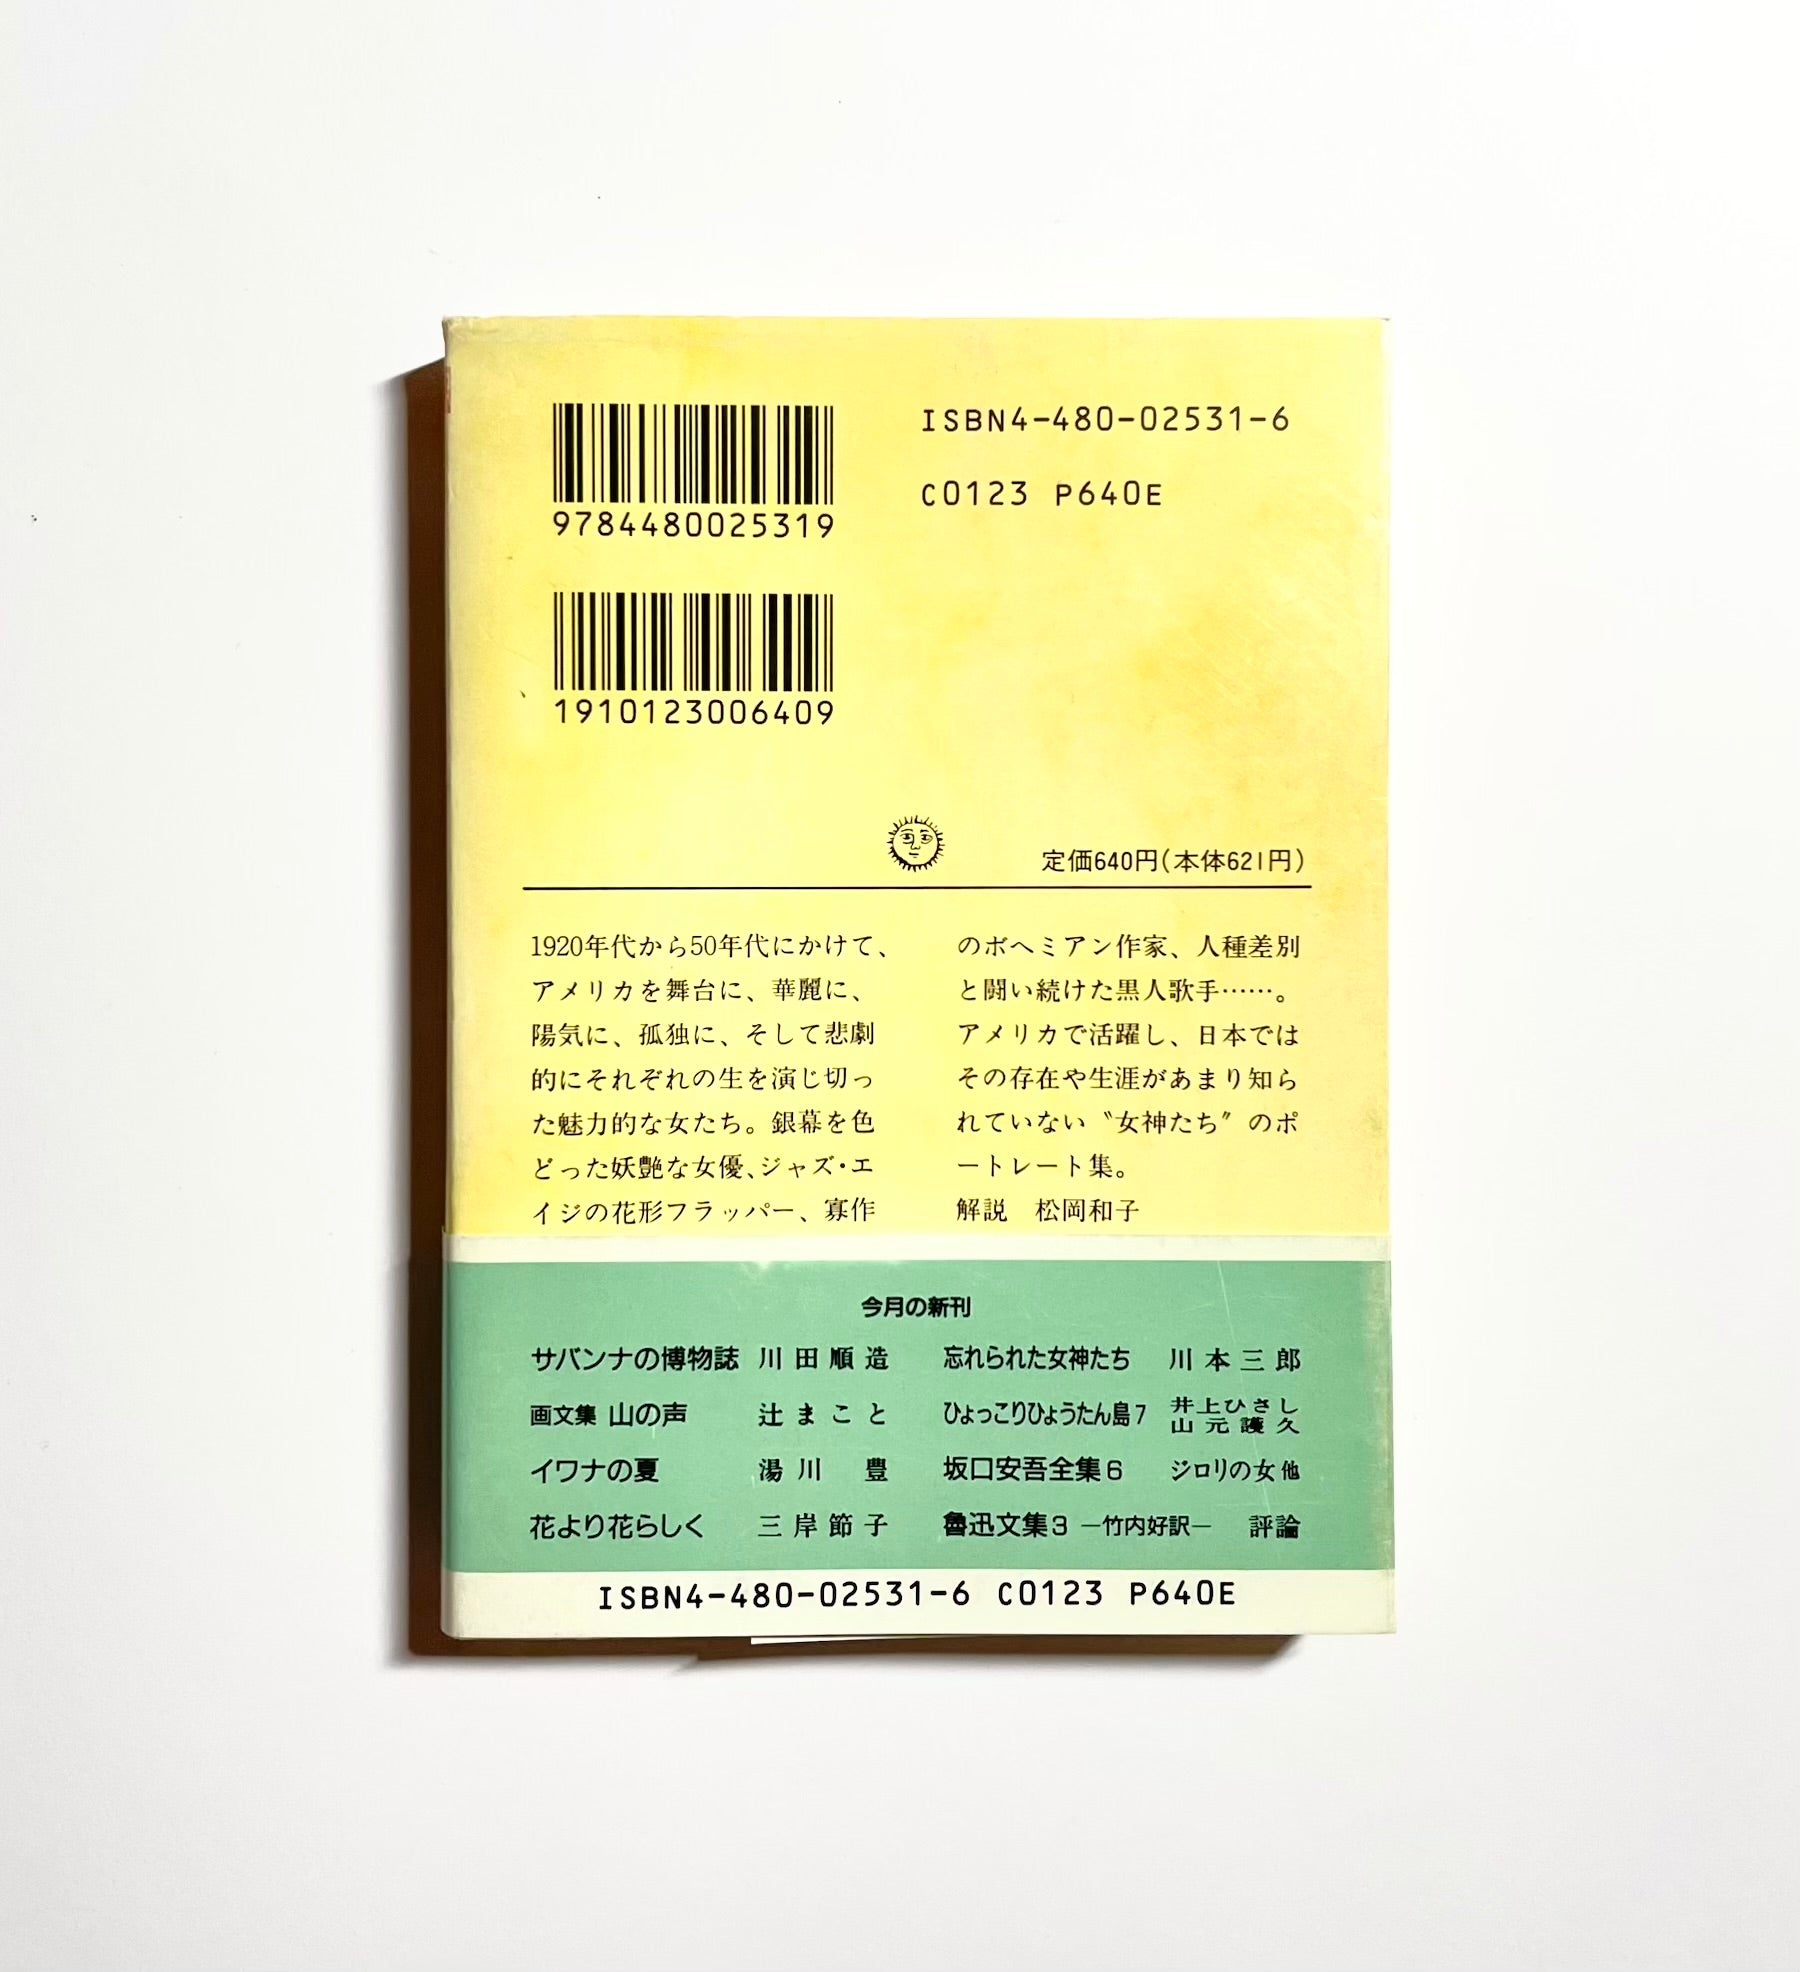 9784480025319
ISBN4-480-02531-6
C0123 P640E
1910123006409
定価640円(本体621円)
1920年代から50年代にかけて、
アメリカを舞台に、華麗に、
陽気に、孤独に、そして悲劇
的にそれぞれの生を演じ切っ
た魅力的な女たち。銀幕を色
どった妖艶な女優、ジャズ・エ
イジの花形フラッパー、寡作
のボヘミアン作家、人種差別
と闘い続けた黒人歌手……。
アメリカで活躍し、日本では
その存在や生涯があまり知ら
れていない〝女神たち〟のポ
ートレート集。
解説 松岡和子
今月の新刊
サバンナの博物誌 川田順造
画文集 山の声 辻まこと
イワナの夏 湯川 豊
花より花らしく 三岸節子
忘れられた女神たち 川本三郎
ひょっこりひょうたん島7 井上ひさし
山元護久
坂口安吾全集6 ジロリの女他
魯迅文集3 ―竹内好訳― 評論
ISBN4-480-02531-6 C0123 P640E